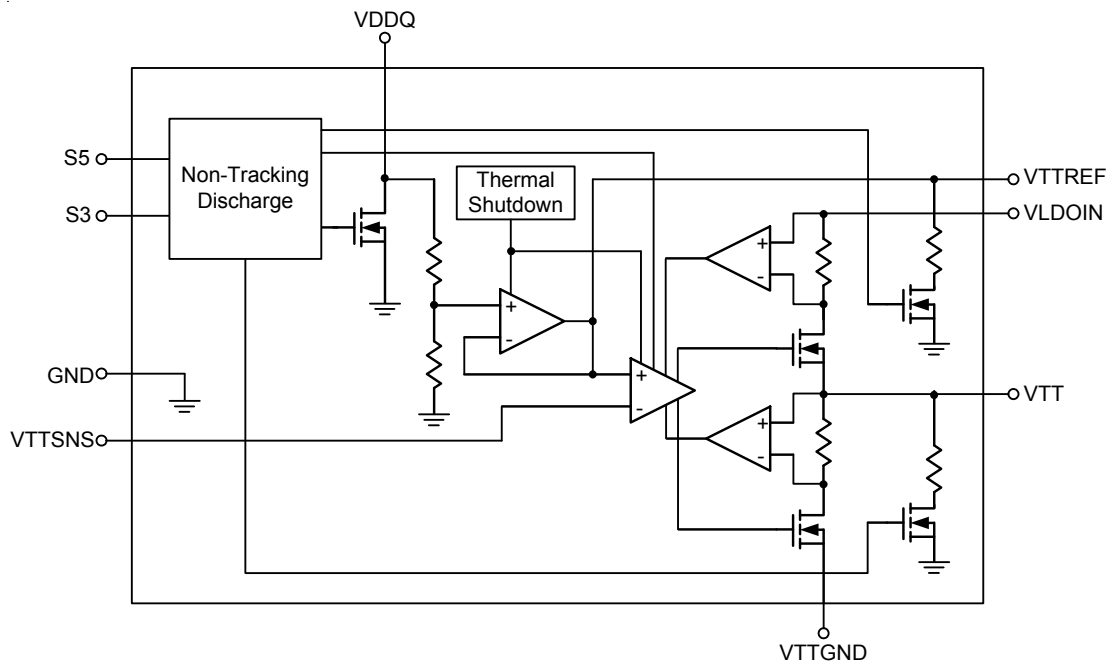 VDDQ
S5
Non-Tracking
Discharge
S3
Thermal
Shutdown
VTTREF
VLDOIN
+
-
+
-
GND
+
-
VTT
VTTSNS
+
-
VTTGND